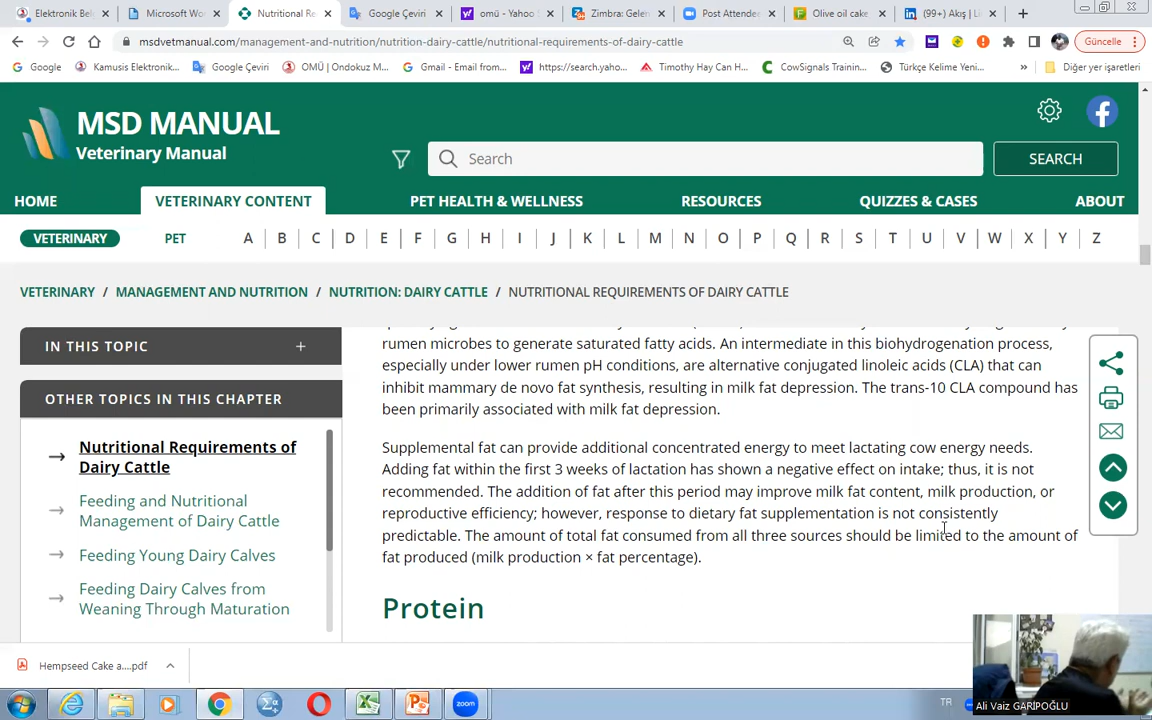 Elektronik Bel
Microsoft Wo
Nutritional Re
Google Çeviri
omü - Yahoo
Zimbra: Gelen
Post Attendee
Olive oil cake
(99+) Akış | Li
msdvetmanual.com/management-and-nutrition/nutrition-dairy-cattle/nutritional-requirements-of-dairy-cattle
Güncelle
Google
Kamusis Elektronik...
Google Çeviri
OMÜ | Ondokuz M...
Gmail - Email from...
https://search.yaho...
Timothy Hay Can H...
CowSignals Trainin...
Türkçe Kelime Yeni...
»
Diğer yer işaretleri
MSD MANUAL
Veterinary Manual
Search
SEARCH
HOME
VETERINARY CONTENT
PET HEALTH & WELLNESS
RESOURCES
QUIZZES & CASES
ABOUT
VETERINARY
PET
A B C D E F G H I J K L M N O P Q R S T U V W X Y Z
VETERINARY / MANAGEMENT AND NUTRITION / NUTRITION: DAIRY CATTLE / NUTRITIONAL REQUIREMENTS OF DAIRY CATTLE
IN THIS TOPIC +
OTHER TOPICS IN THIS CHAPTER
Nutritional Requirements of
Dairy Cattle
Feeding and Nutritional
Management of Dairy Cattle
Feeding Young Dairy Calves
Feeding Dairy Calves from
Weaning Through Maturation
rumen microbes to generate saturated fatty acids. An intermediate in this biohydrogenation process,
especially under lower rumen pH conditions, are alternative conjugated linoleic acids (CLA) that can
inhibit mammary de novo fat synthesis, resulting in milk fat depression. The trans-10 CLA compound has
been primarily associated with milk fat depression.
Supplemental fat can provide additional concentrated energy to meet lactating cow energy needs.
Adding fat within the first 3 weeks of lactation has shown a negative effect on intake; thus, it is not
recommended. The addition of fat after this period may improve milk fat content, milk production, or
reproductive efficiency; however, response to dietary fat supplementation is not consistently
predictable. The amount of total fat consumed from all three sources should be limited to the amount of
fat produced (milk production × fat percentage).
Protein
Hempseed Cake a....pdf
zoom
TR
Ali Vaiz GARİPOĞLU